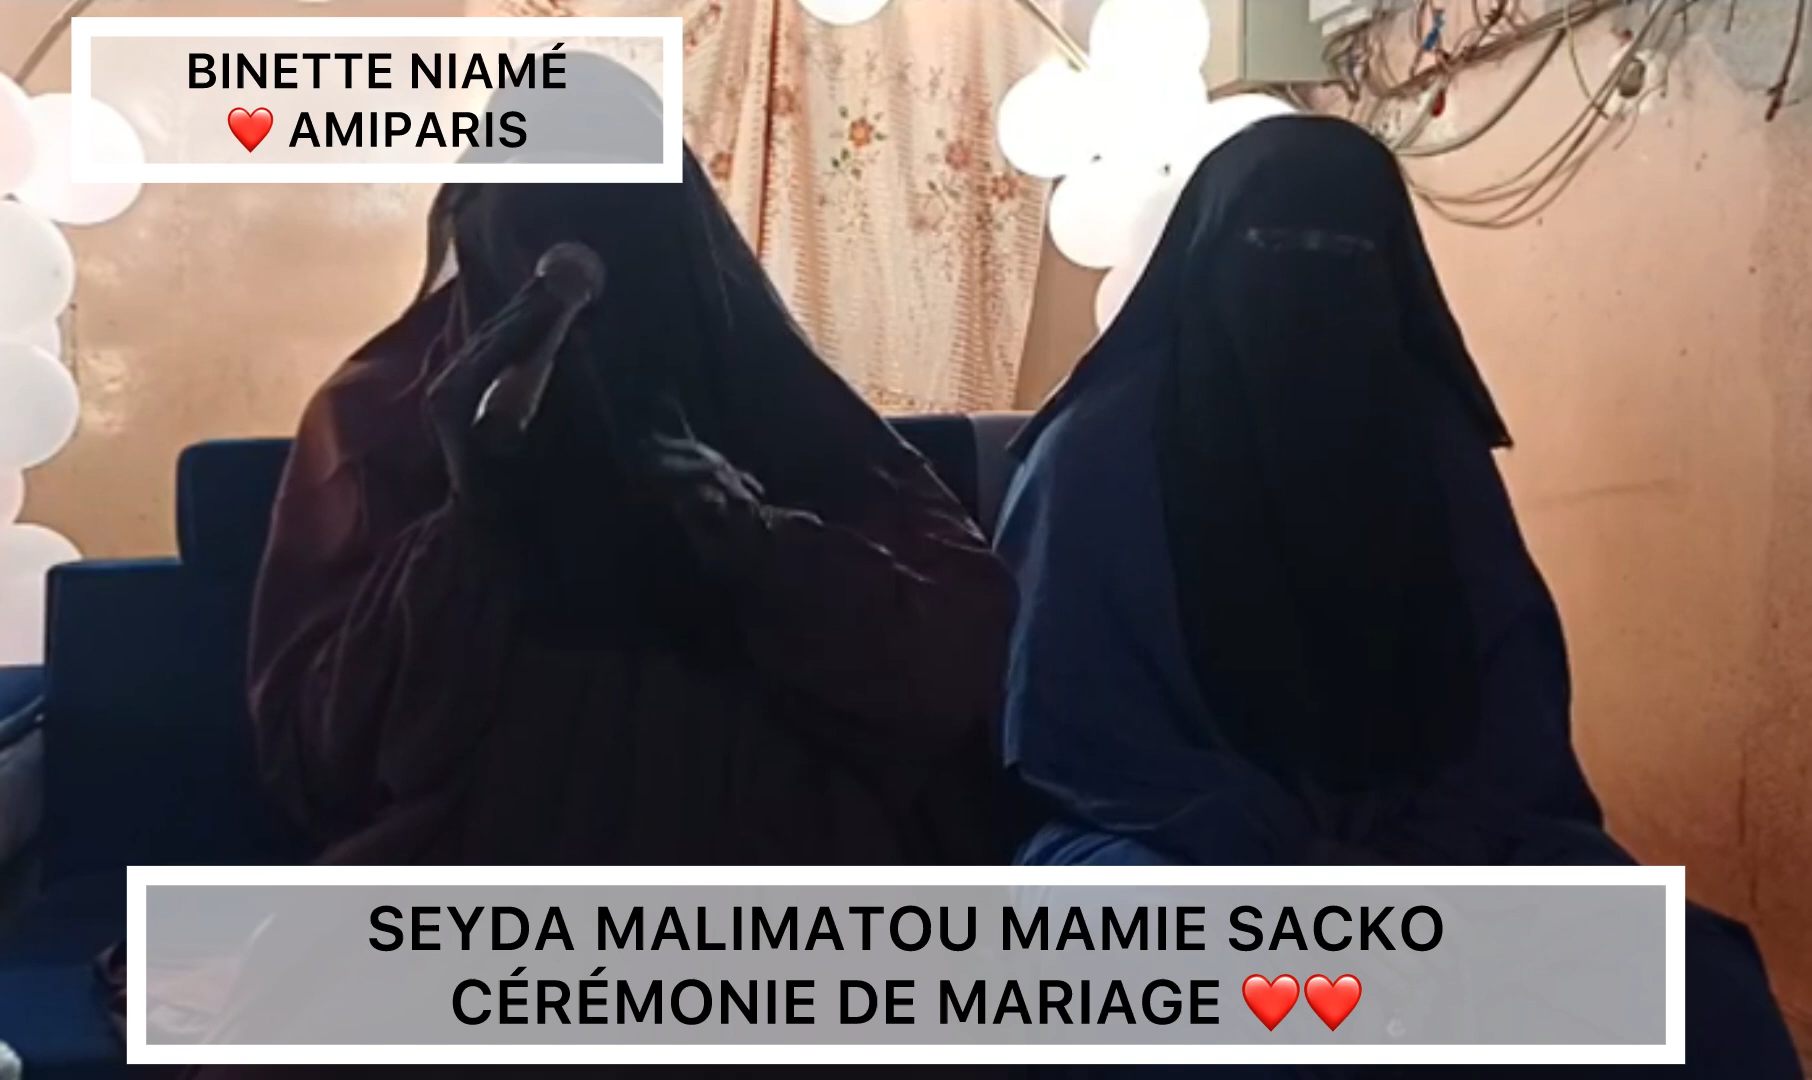 BINETTE NIAMÉ
❤️ AMIPARIS
SEYDA MALIMATOU MAMIE SACKO
CÉRÉMONIE DE MARIAGE ❤️❤️